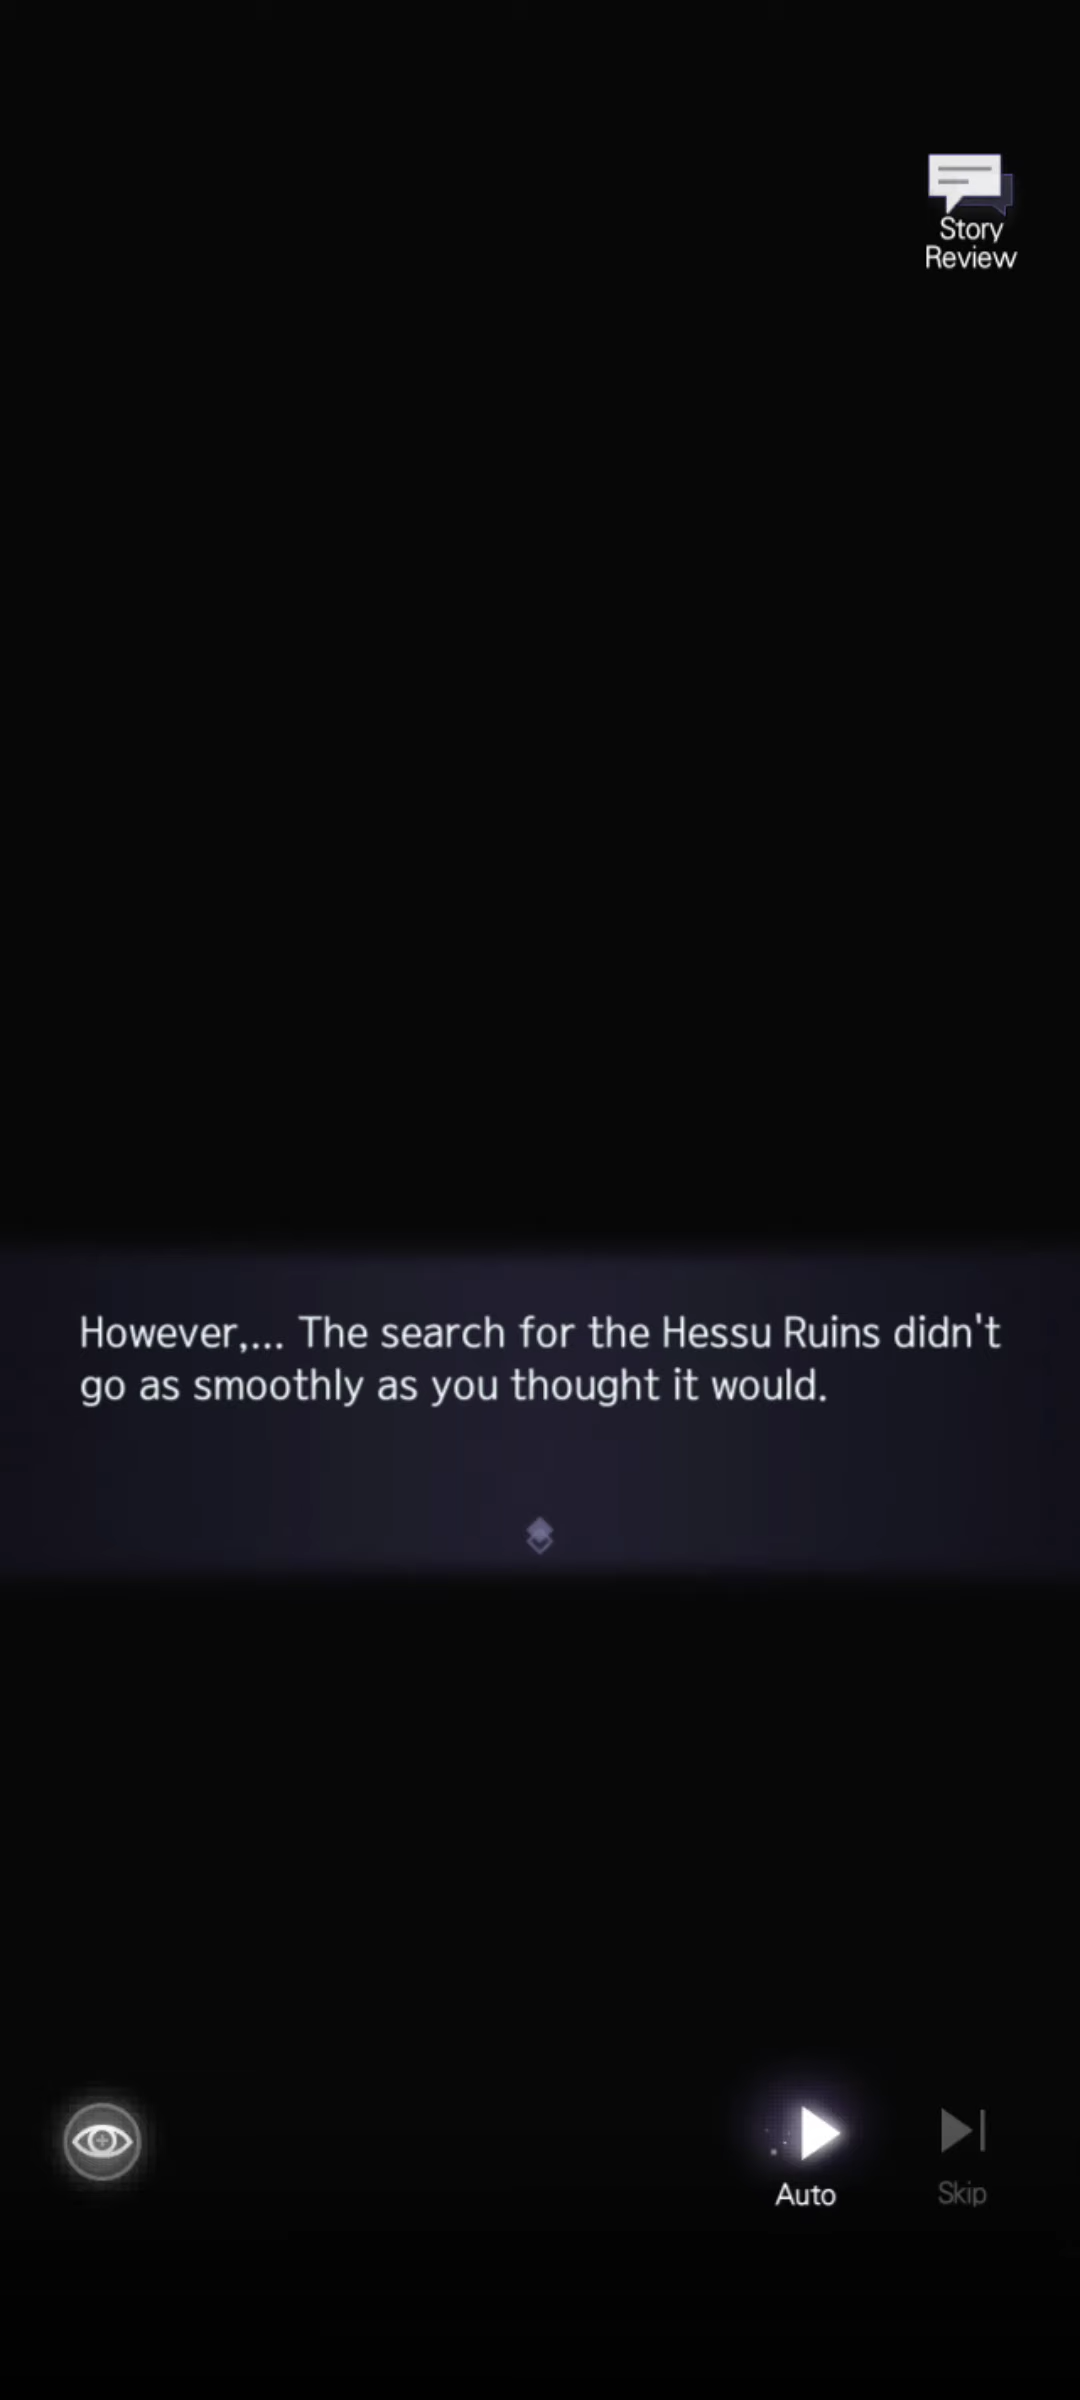 Story
Review
However,... The search for the Hessu Ruins didn't
go as smoothly as you thought it would.
Auto
Skip